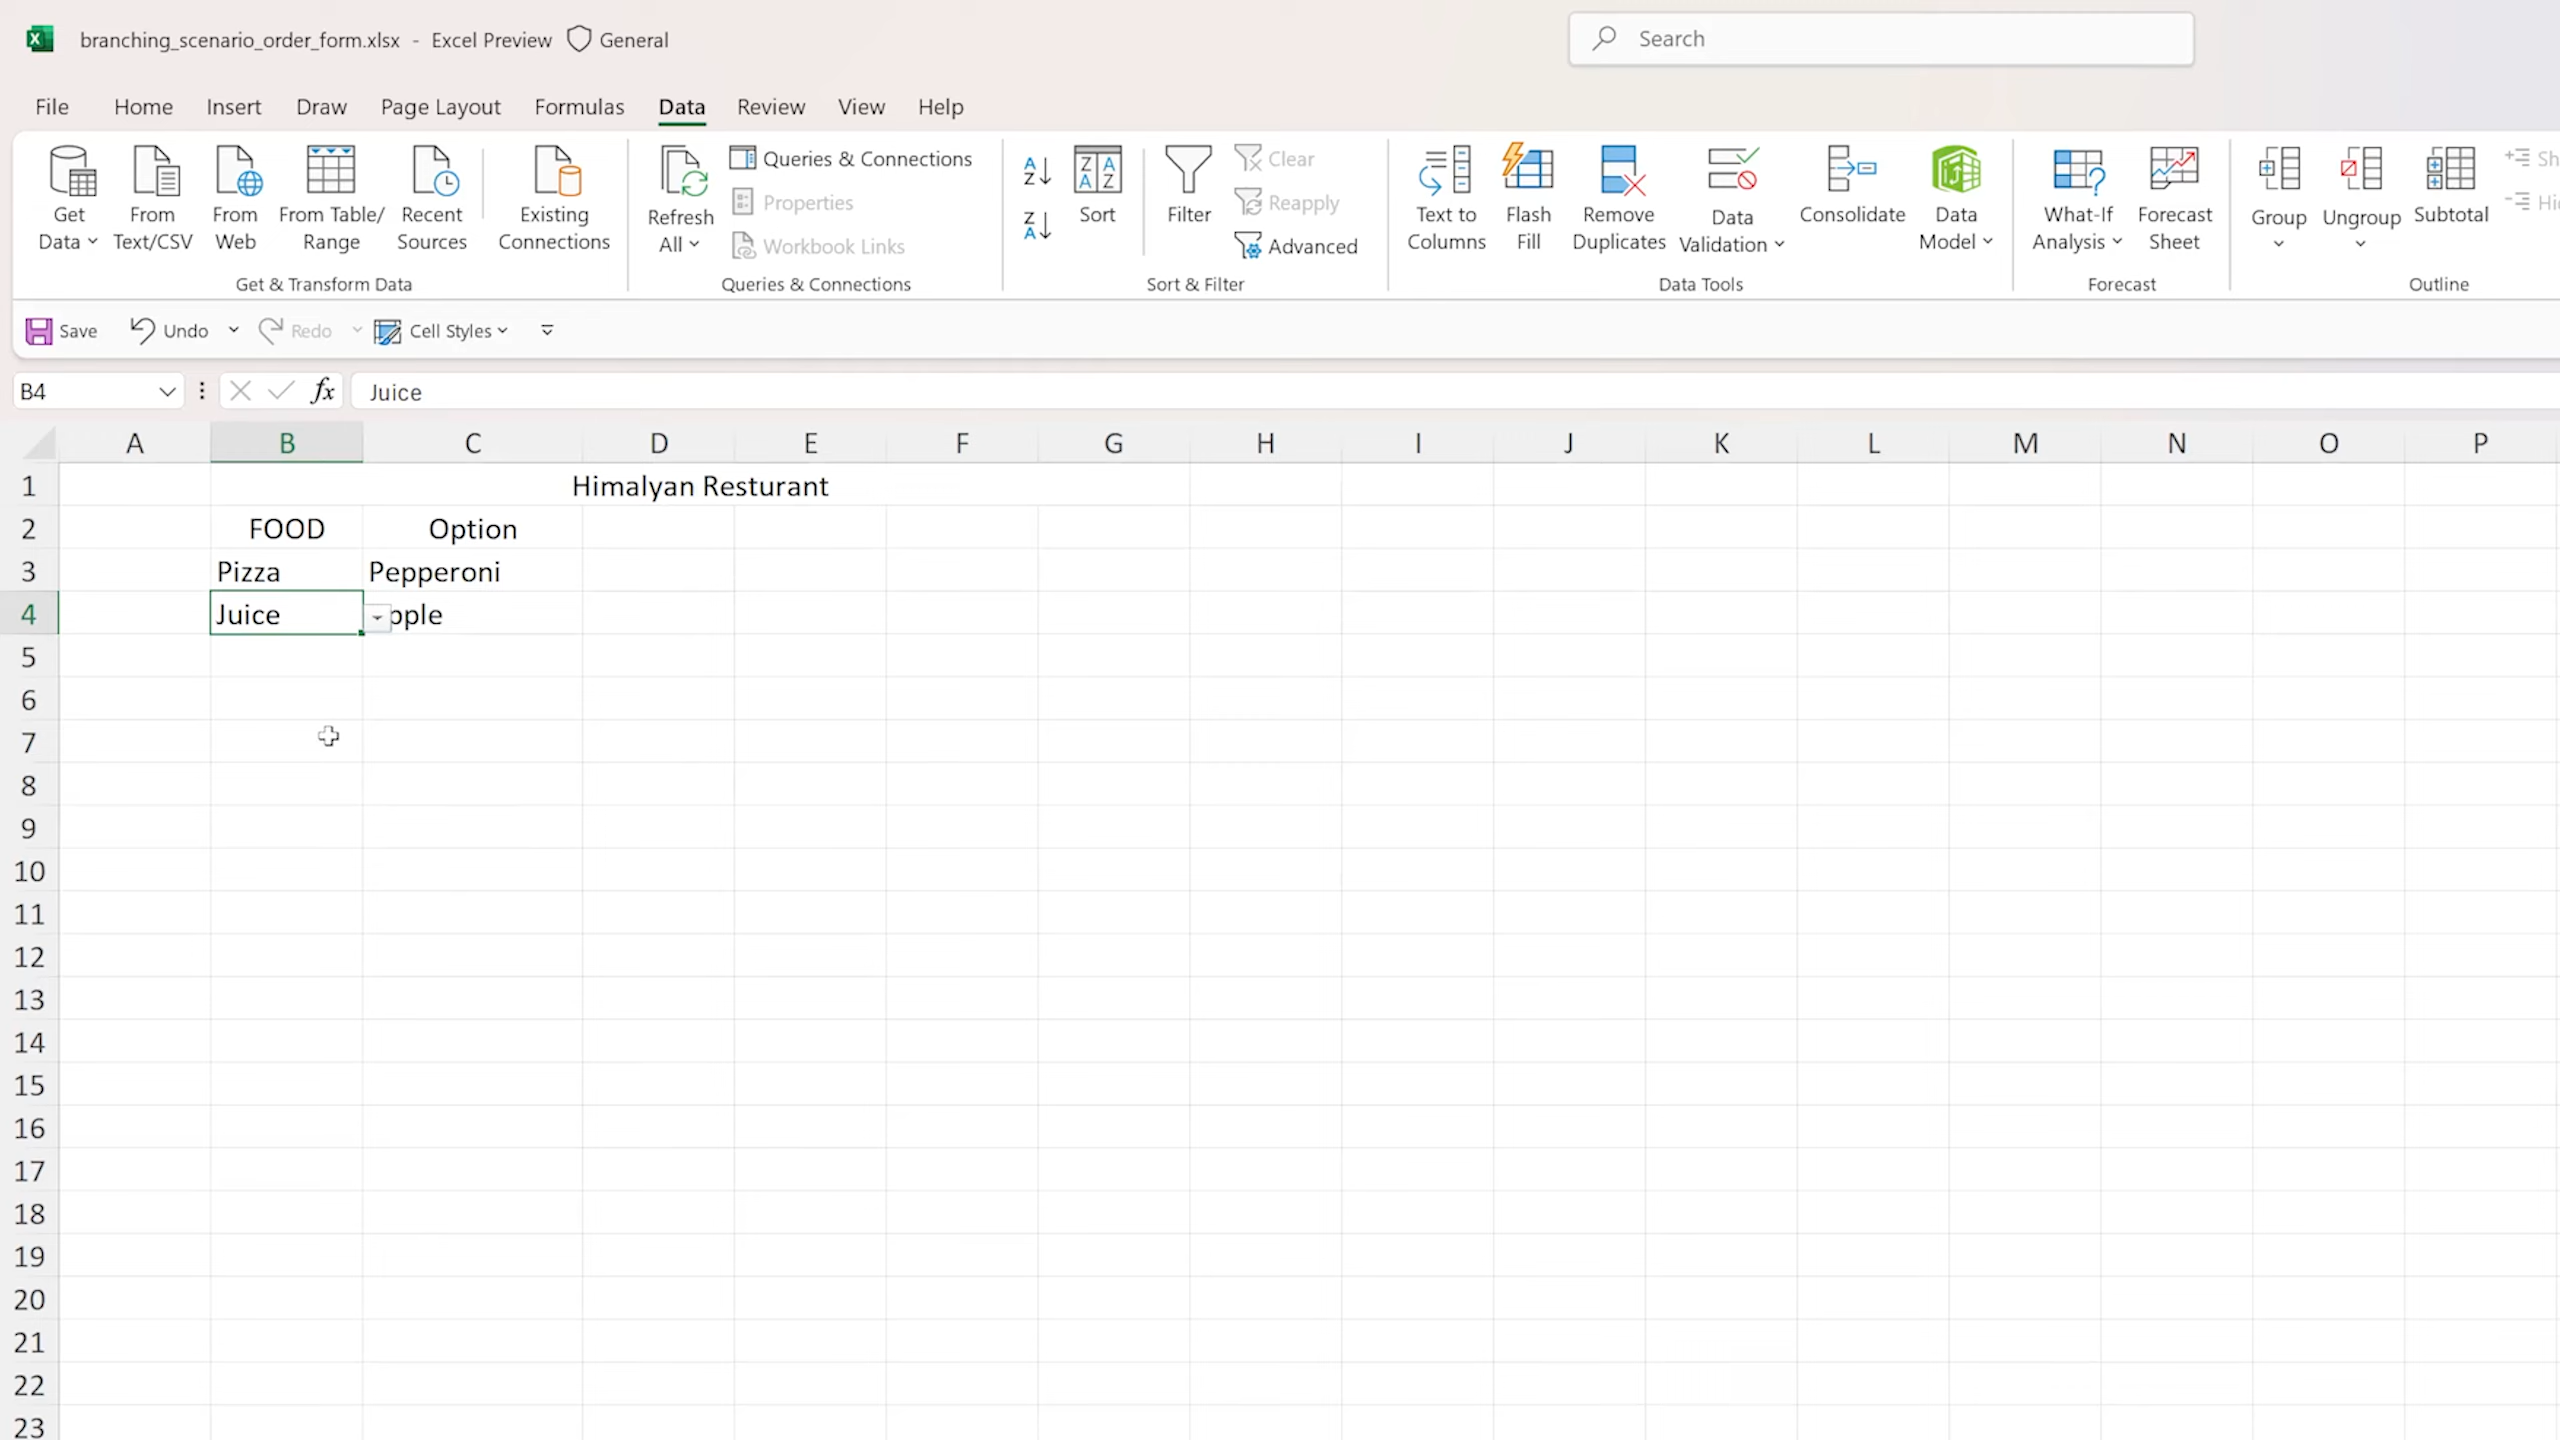 branching_scenario_order_form.xlsx - Excel Preview General
Search
File Home Insert Draw Page Layout Formulas Data Review View Help
Get Data
From Text/CSV
From Web
From Table/ Range
Recent Sources
Existing Connections
Get & Transform Data
Refresh All
Queries & Connections
Properties
Workbook Links
Queries & Connections
Sort
Filter
Clear
Reapply
Advanced
Sort & Filter
Text to Columns
Flash Fill
Remove Duplicates
Data Validation
Consolidate
Data Model
Data Tools
What-If Analysis
Forecast Sheet
Forecast
Group
Ungroup
Subtotal
Outline
Save Undo Redo Cell Styles
B4 fx Juice
A B C D E F G H I J K L M N O P
1 Himalyan Resturant
2 FOOD Option
3 Pizza Pepperoni
4 Juice
5
6
7
8
9
10
11
12
13
14
15
16
17
18
19
20
21
22
23